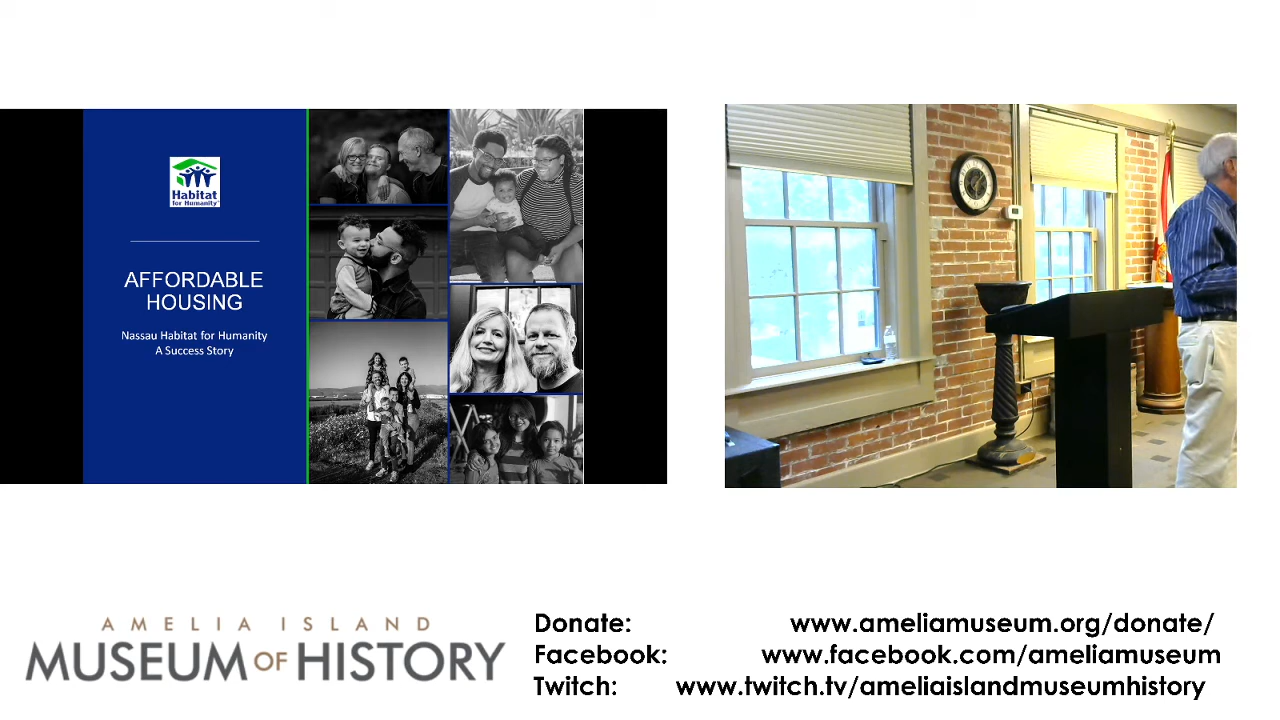 Habitat
for Humanity
AFFORDABLE
HOUSING
Nassau Habitat for Humanity
A Success Story
AMELIA ISLAND
MUSEUM OF HISTORY
Donate: www.ameliamuseum.org/donate/
Facebook: www.facebook.com/ameliamuseum
Twitch: www.twitch.tv/ameliaislandmuseumhistory